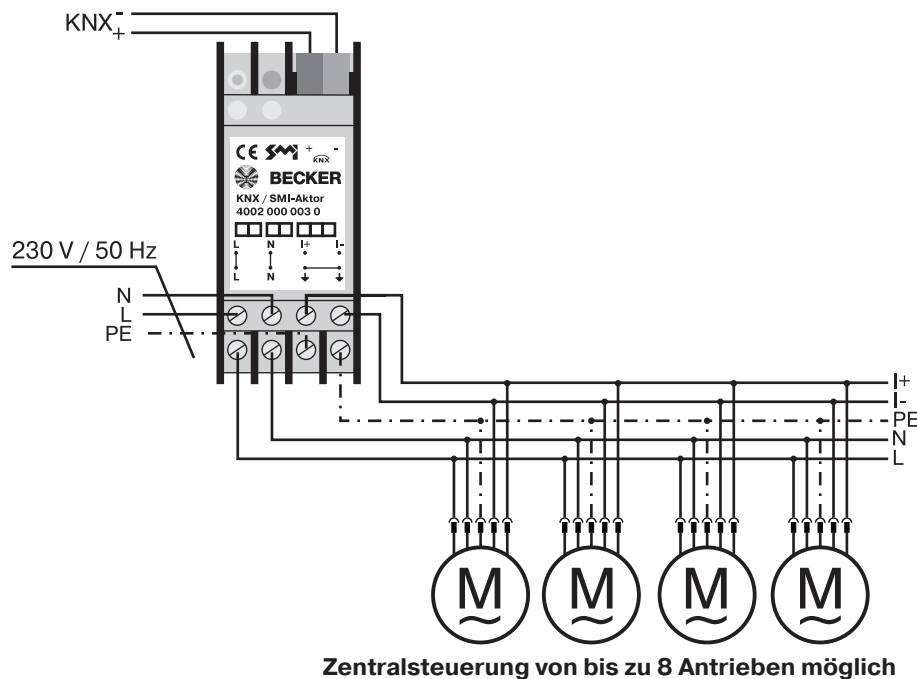 KNX - +
CE SMI + KNX -
BECKER
KNX / SMI-Aktor
4002 000 003 0
L N I+ I-
L N
230 V / 50 Hz
N
L
PE
I+
I-
PE
N
L
M M M M
Zentralsteuerung von bis zu 8 Antrieben möglich